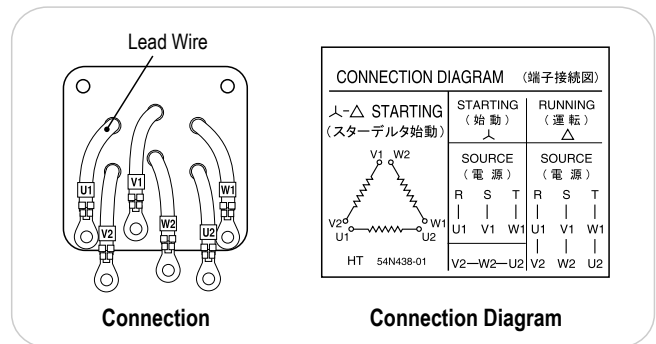 Lead Wire
U1
V1
W1
V2
W2
U2
Connection
CONNECTION DIAGRAM (端子接続図)
人-△ STARTING
(スターデルタ始動)
V1 W2
V2
U1
W1
U2
HT 54N438-01
STARTING
(始動)
人
RUNNING
(運転)
△
SOURCE
(電源)
SOURCE
(電源)
R S T R S T
U1 V1 W1 U1 V1 W1
V2—W2—U2 V2 W2 U2
Connection Diagram